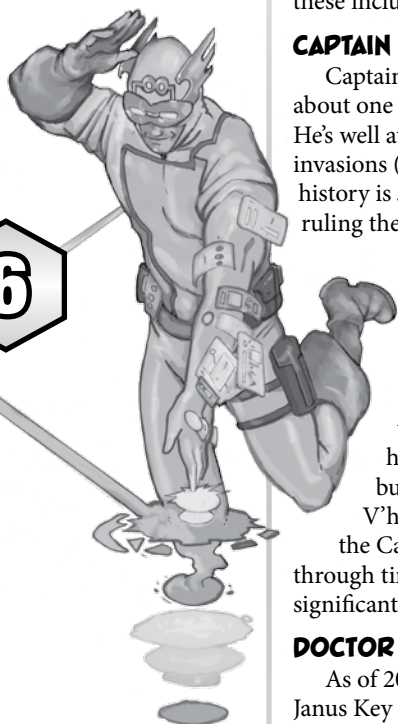 these inclu
CAPTAIN
Captain
about one
He's well a
invasions (
history is
ruling the
6
h
bu
V'h
the Ca
through ti
significant
DOCTOR
As of 20
Janus Key